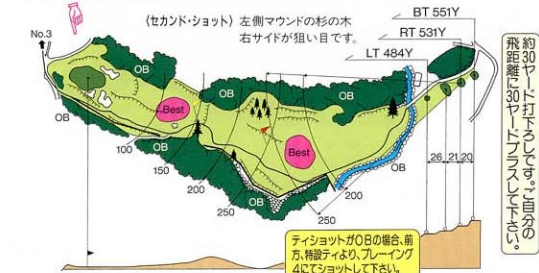 〈セカンド・ショット〉 左側マウンドの杉の木
右サイドが狙い目です。
BT 551Y
RT 531Y
LT 484Y
No.3
OB
OB
OB
OB
OB
OB
OB
Best
Best
100
150
200
250
200
250
26
21
20
約30ヤード打下ろしです。ご自分の
飛距離に30ヤードプラスして下さい。
ティショットがOBの場合、前
方、特設ティより、プレーイング
4にてショットして下さい。